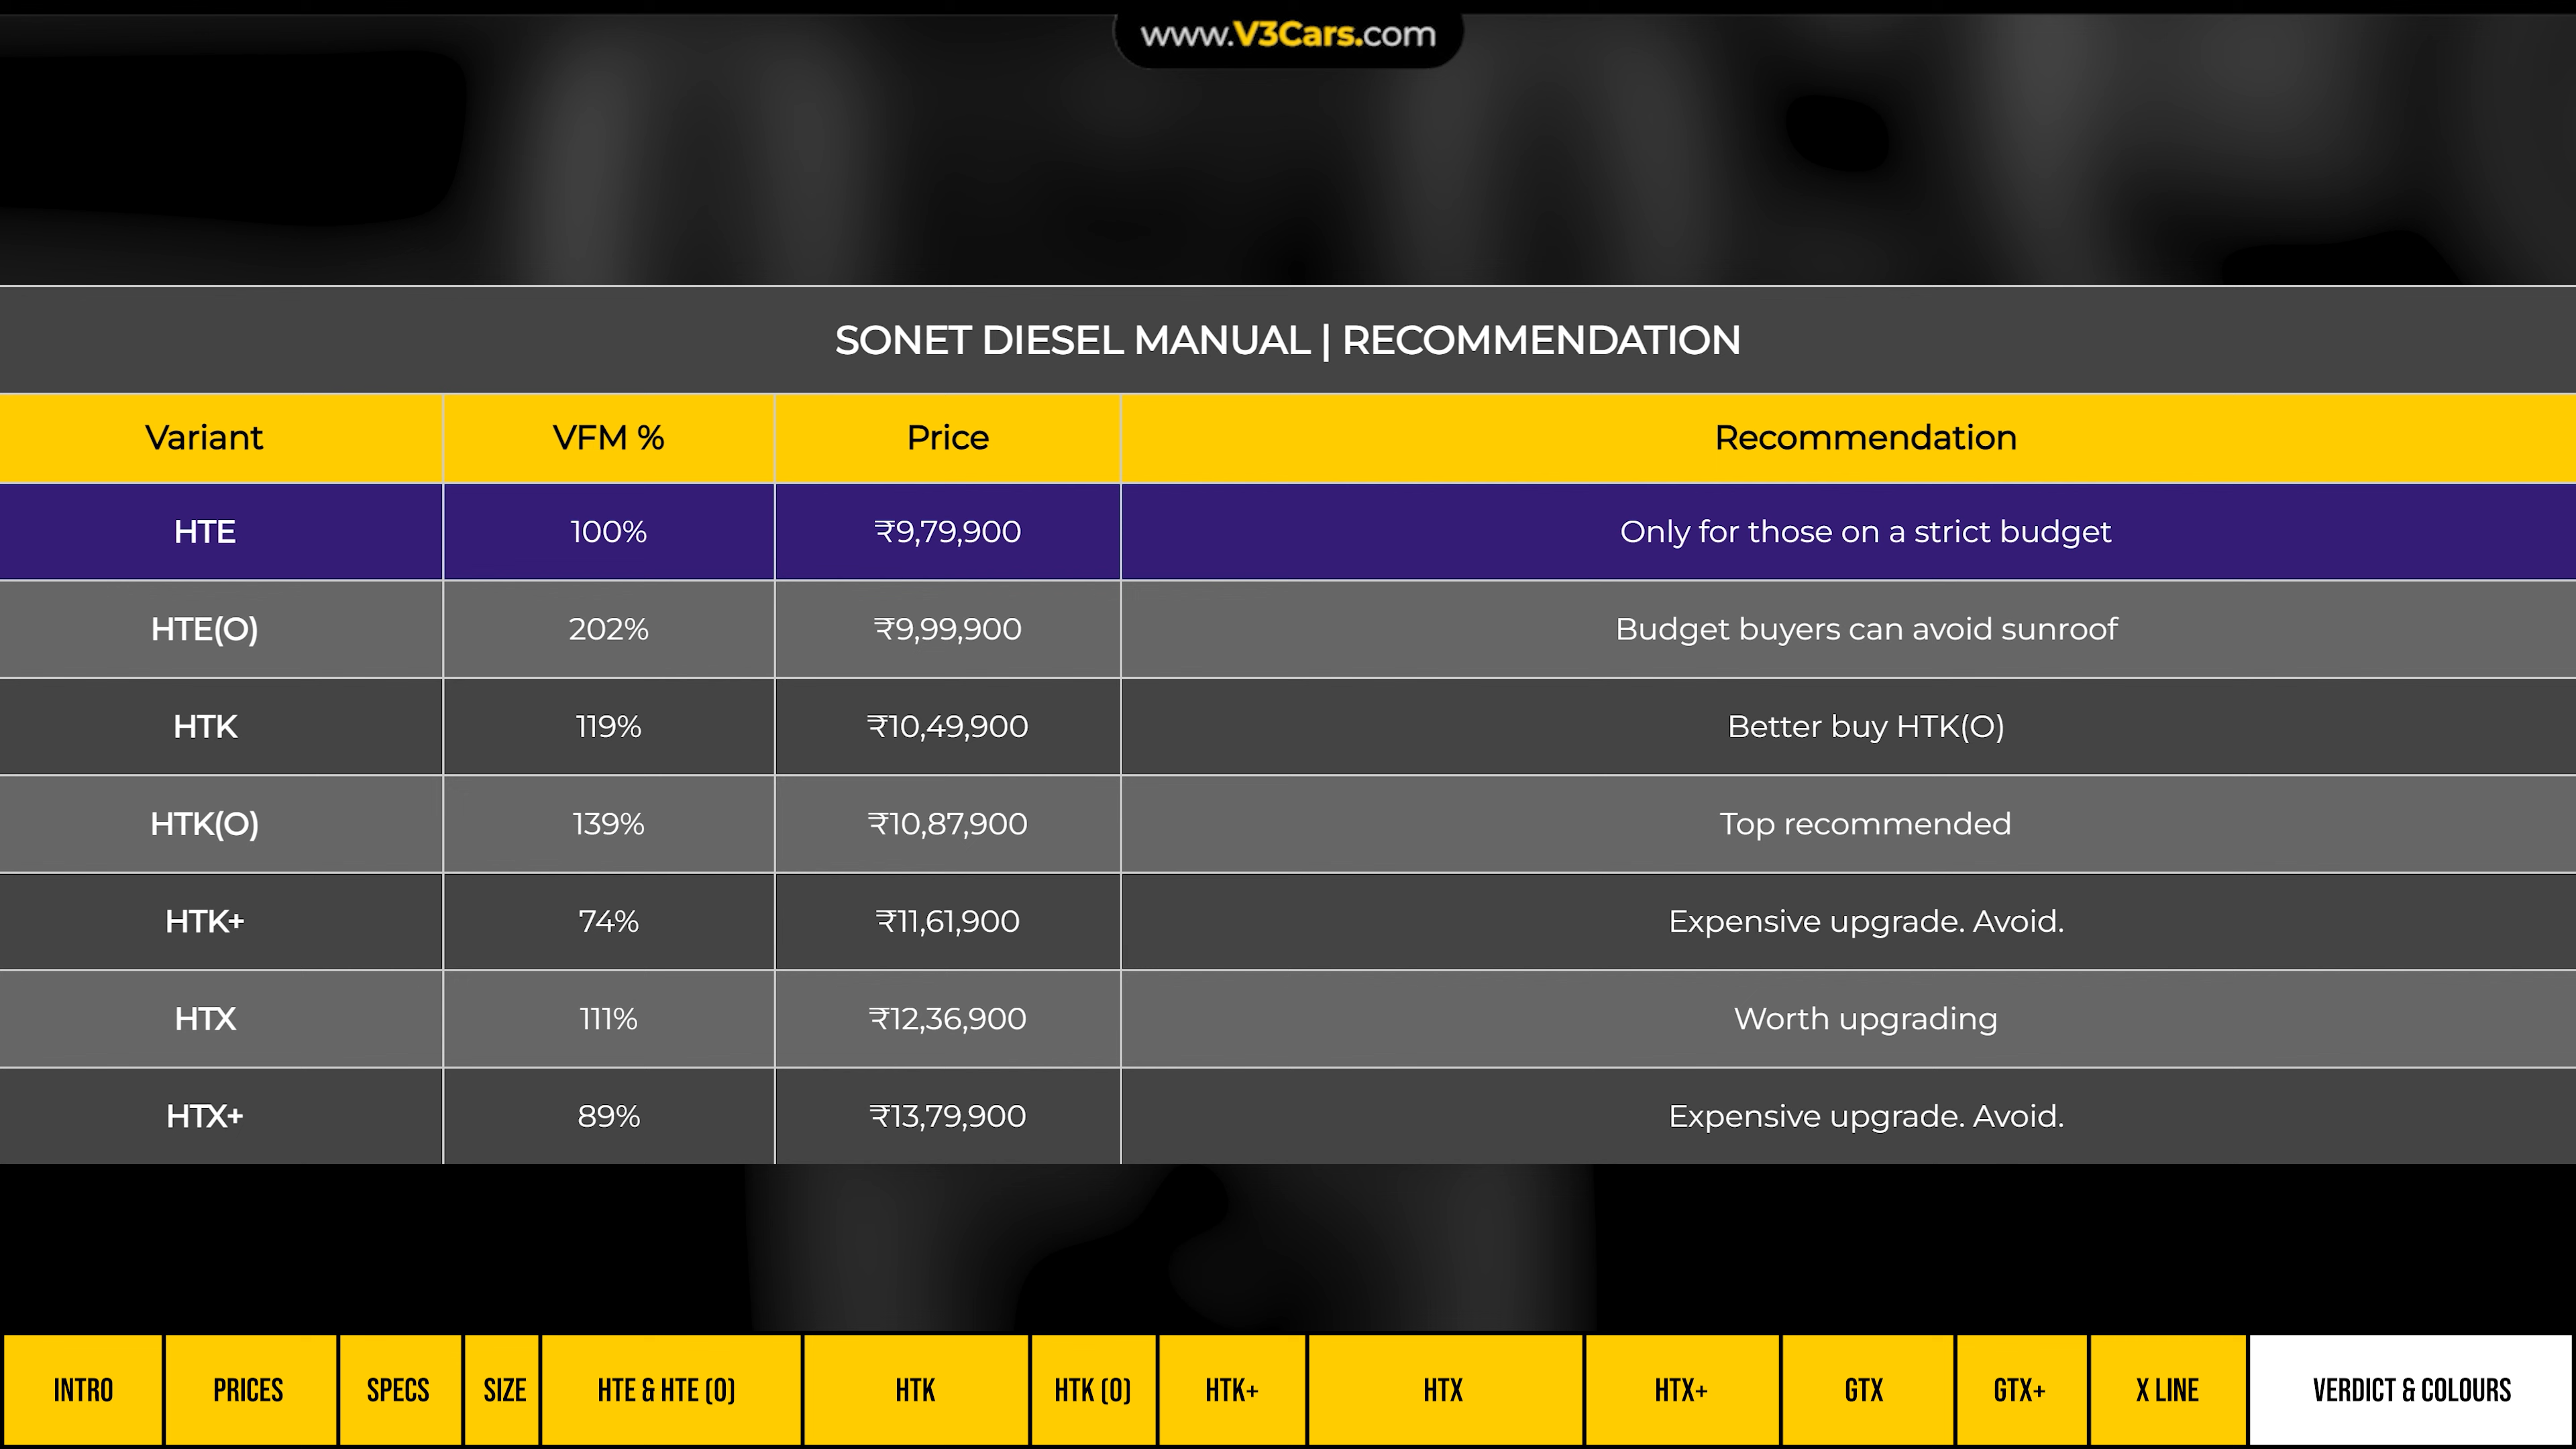 www.V3Cars.com
SONET DIESEL MANUAL | RECOMMENDATION
Variant VFM % Price Recommendation
HTE 100% ₹9,79,900 Only for those on a strict budget
HTE(O) 202% ₹9,99,900 Budget buyers can avoid sunroof
HTK 119% ₹10,49,900 Better buy HTK(O)
HTK(O) 139% ₹10,87,900 Top recommended
HTK+ 74% ₹11,61,900 Expensive upgrade. Avoid.
HTX 111% ₹12,36,900 Worth upgrading
HTX+ 89% ₹13,79,900 Expensive upgrade. Avoid.
INTRO PRICES SPECS SIZE HTE & HTE (O) HTK HTK (O) HTK+ HTX HTX+ GTX GTX+ X LINE VERDICT & COLOURS